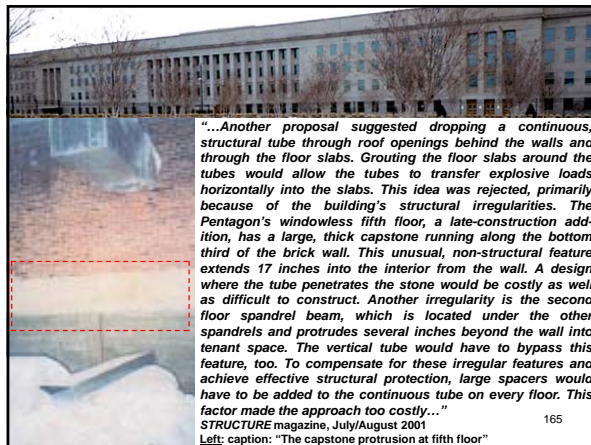 “…Another proposal suggested dropping a continuous,
structural tube through roof openings behind the walls and
through the floor slabs. Grouting the floor slabs around the
tubes would allow the tubes to transfer explosive loads
horizontally into the slabs. This idea was rejected, primarily
because of the building’s structural irregularities. The
Pentagon’s windowless fifth floor, a late-construction add-
ition, has a large, thick capstone running along the bottom
third of the brick wall. This unusual, non-structural feature
extends 17 inches into the interior from the wall. A design
where the tube penetrates the stone would be costly as well
as difficult to construct. Another irregularity is the second
floor spandrel beam, which is located under the other
spandrels and protrudes several inches beyond the wall into
tenant space. The vertical tube would have to bypass this
feature, too. To compensate for these irregular features and
achieve effective structural protection, large spacers would
have to be added to the continuous tube on every floor. This
factor made the approach too costly…”
STRUCTURE magazine, July/August 2001
Left: caption: “The capstone protrusion at fifth floor”
165